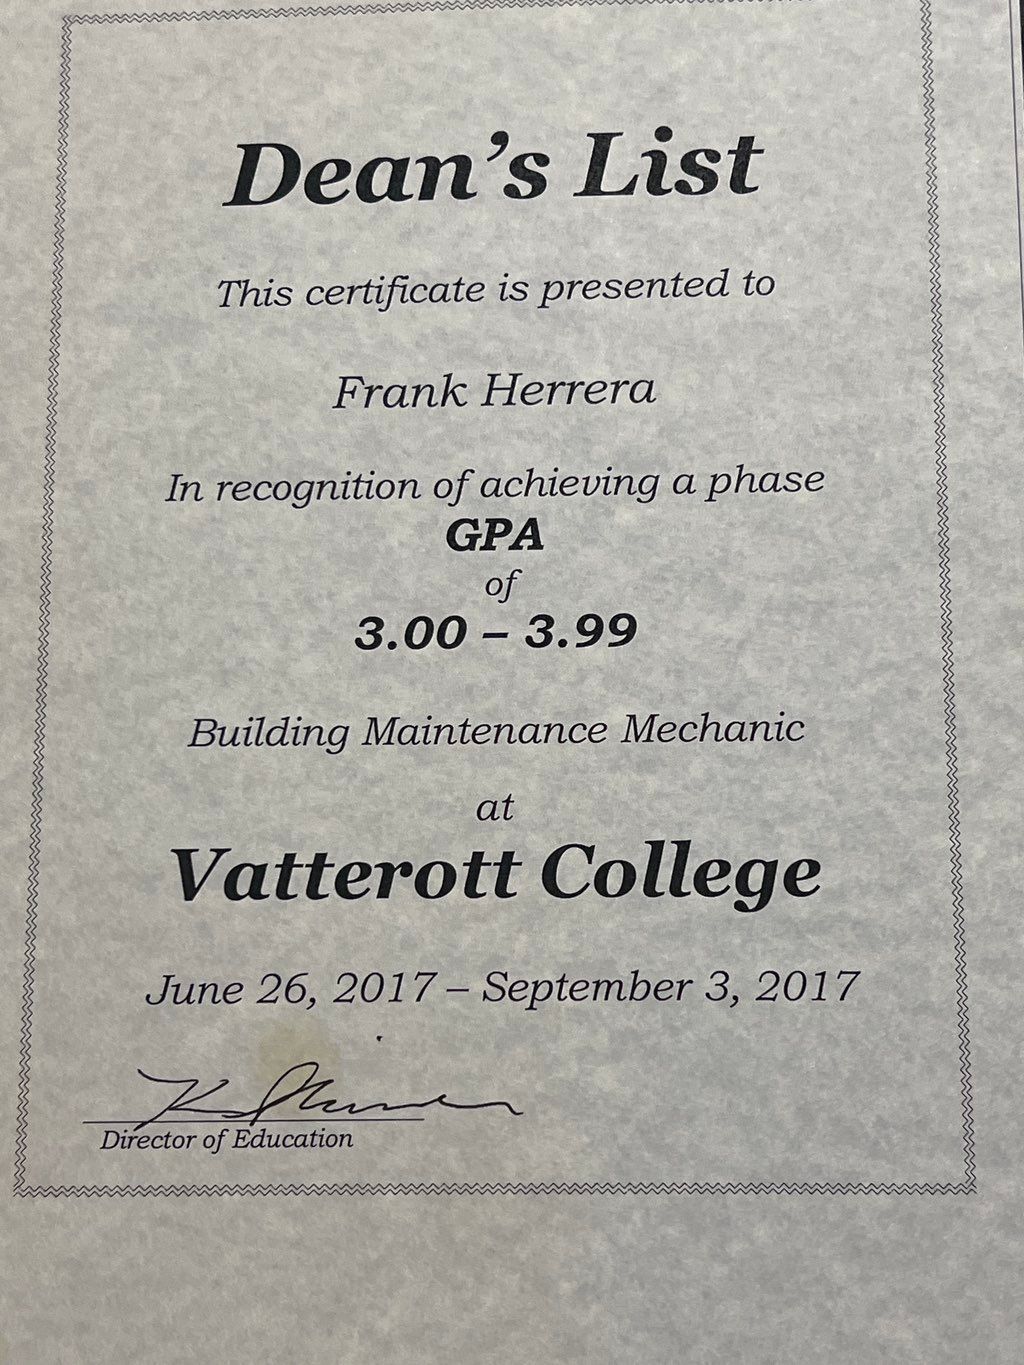 Dean's List
This certificate is presented to
Frank Herrera
In recognition of achieving a phase
GPA
of
3.00 – 3.99
Building Maintenance Mechanic
at
Vatterott College
June 26, 2017 – September 3, 2017
Director of Education